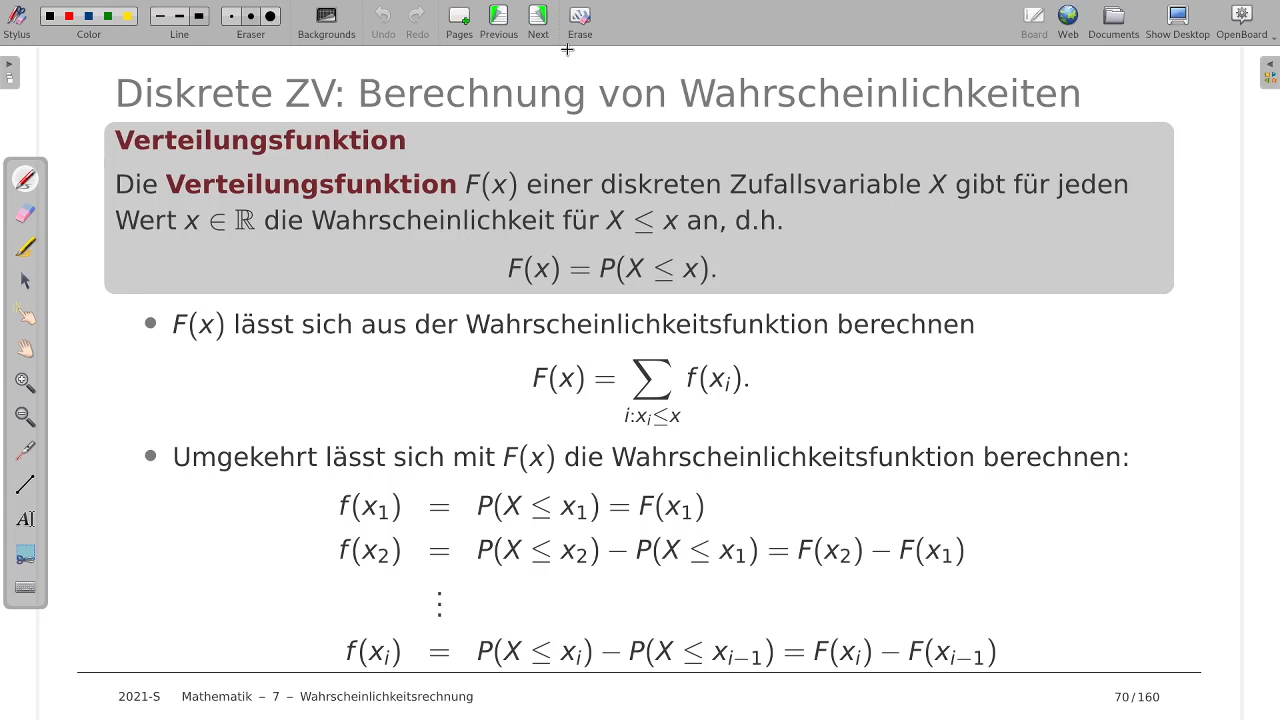 Stylus Color Line Eraser Backgrounds Undo Redo Pages Previous Next Erase Board Web Documents Show Desktop OpenBoard
Diskrete ZV: Berechnung von Wahrscheinlichkeiten
Verteilungsfunktion
Die Verteilungsfunktion F(x) einer diskreten Zufallsvariable X gibt für jeden
Wert x ∈ ℝ die Wahrscheinlichkeit für X ≤ x an, d.h.
F(x) = P(X ≤ x).
• F(x) lässt sich aus der Wahrscheinlichkeitsfunktion berechnen
F(x) = ∑ f(xᵢ).
i:xᵢ≤x
• Umgekehrt lässt sich mit F(x) die Wahrscheinlichkeitsfunktion berechnen:
f(x₁) = P(X ≤ x₁) = F(x₁)
f(x₂) = P(X ≤ x₂) − P(X ≤ x₁) = F(x₂) − F(x₁)
⋮
f(xᵢ) = P(X ≤ xᵢ) − P(X ≤ xᵢ₋₁) = F(xᵢ) − F(xᵢ₋₁)
2021-S Mathematik – 7 – Wahrscheinlichkeitsrechnung 70/160